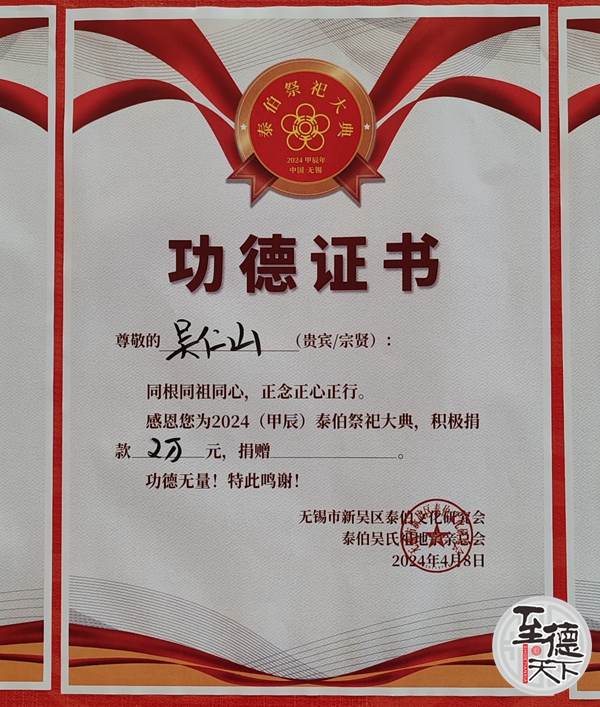 泰伯祭祀大典
2024 甲辰年
中国 无锡
功德证书
尊敬的吴仁山（贵宾/宗贤）：
同根同祖同心，正念正心正行。
感恩您为2024（甲辰）泰伯祭祀大典，积极捐
款2万元，捐赠。
功德无量！特此鸣谢！
无锡市新吴区泰伯文化研究会
泰伯吴氏祖地宗亲总会
2024年4月8日
至德天下